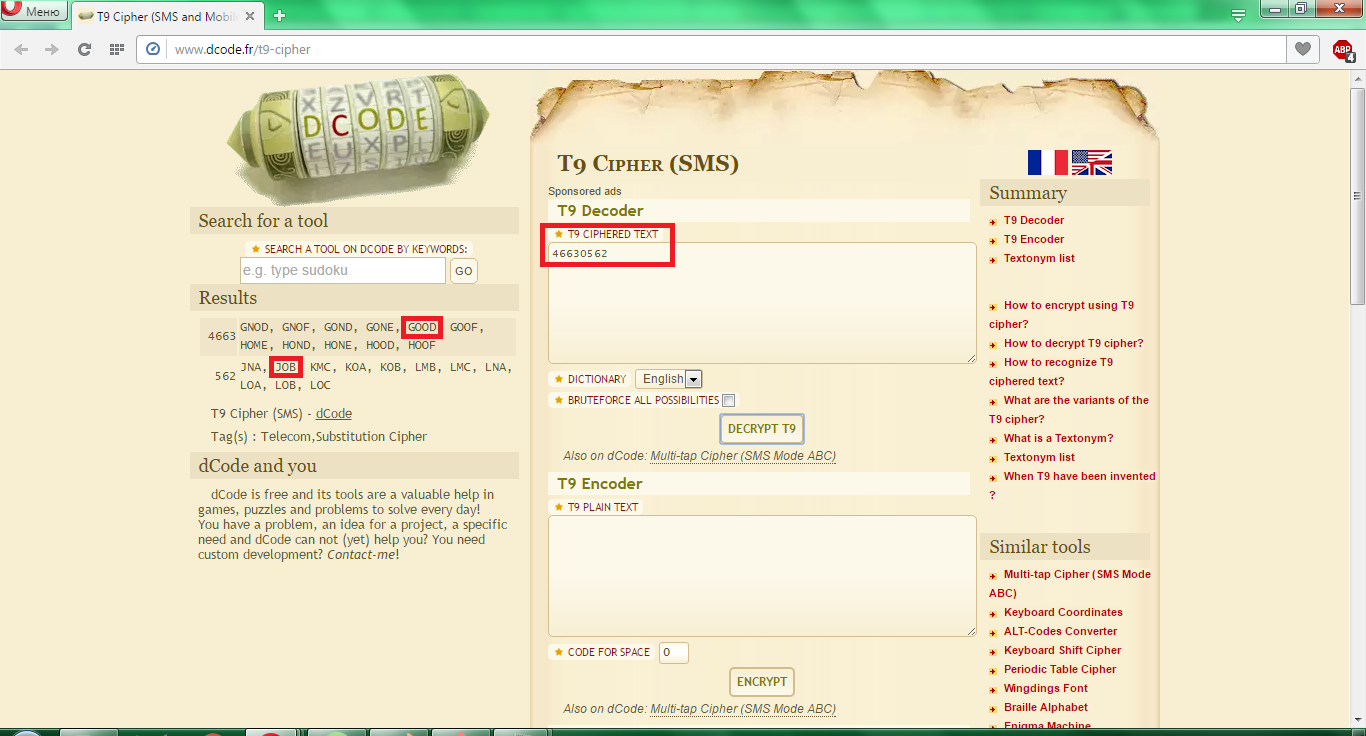 Меню
T9 Cipher (SMS and Mobil
www.dcode.fr/t9-cipher
ABP
4
XZVRT
DCODE
EUXPL
Search for a tool
SEARCH A TOOL ON DCODE BY KEYWORDS:
e.g. type sudoku
GO
Results
4663
GNOD, GNOF, GOND, GONE, GOOD GOOF,
HOME, HOND, HONE, HOOD, HOOF
562
JNA, JOB KMC, KOA, KOB, LMB, LMC, LNA,
LOA, LOB, LOC
T9 Cipher (SMS) - dCode
Tag(s) : Telecom,Substitution Cipher
dCode and you
dCode is free and its tools are a valuable help in
games, puzzles and problems to solve every day!
You have a problem, an idea for a project, a specific
need and dCode can not (yet) help you? You need
custom development? Contact-me!
T9 Cipher (SMS)
Sponsored ads
T9 Decoder
T9 CIPHERED TEXT
46630562
DICTIONARY English
BRUTEFORCE ALL POSSIBILITIES
DECRYPT T9
Also on dCode: Multi-tap Cipher (SMS Mode ABC)
T9 Encoder
T9 PLAIN TEXT
CODE FOR SPACE 0
ENCRYPT
Also on dCode: Multi-tap Cipher (SMS Mode ABC)
Summary
T9 Decoder
T9 Encoder
Textonym list
How to encrypt using T9
cipher?
How to decrypt T9 cipher?
How to recognize T9
ciphered text?
What are the variants of the
T9 cipher?
What is a Textonym?
Textonym list
When T9 have been invented
?
Similar tools
Multi-tap Cipher (SMS Mode
ABC)
Keyboard Coordinates
ALT-Codes Converter
Keyboard Shift Cipher
Periodic Table Cipher
Wingdings Font
Braille Alphabet
Enigma Machine